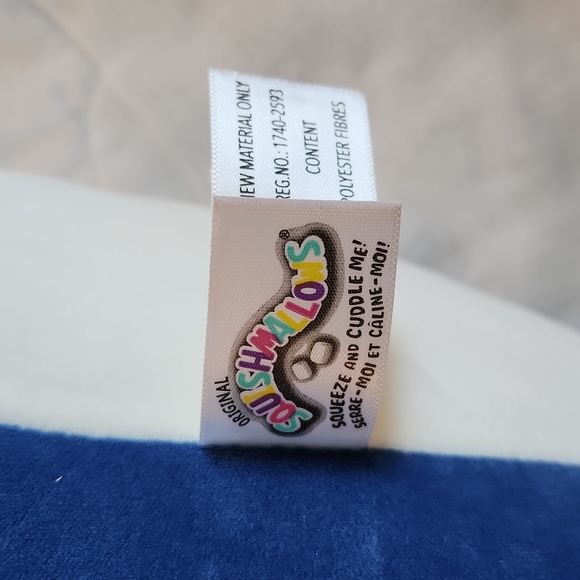 ORIGINAL
SQUISHMALLOWS®
SQUEEZE AND CUDDLE ME!
SERRE-MOI ET CÂLINE-MOI!
EW MATERIAL ONLY
REG.NO.: 1740-2593
CONTENT
POLYESTER FIBRES